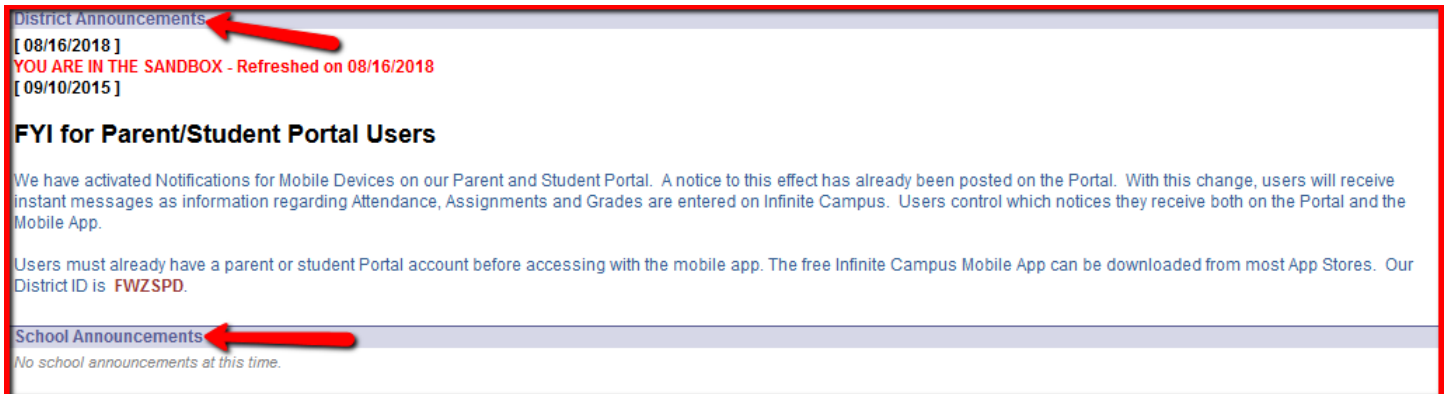 District Announcements
[ 08/16/2018 ]
YOU ARE IN THE SANDBOX - Refreshed on 08/16/2018
[ 09/10/2015 ]
FYI for Parent/Student Portal Users
We have activated Notifications for Mobile Devices on our Parent and Student Portal.  A notice to this effect has already been posted on the Portal.  With this change, users will receive
instant messages as information regarding Attendance, Assignments and Grades are entered on Infinite Campus.  Users control which notices they receive both on the Portal and the
Mobile App.
Users must already have a parent or student Portal account before accessing with the mobile app. The free Infinite Campus Mobile App can be downloaded from most App Stores.  Our
District ID is  FWZSPD.
School Announcements
No school announcements at this time.